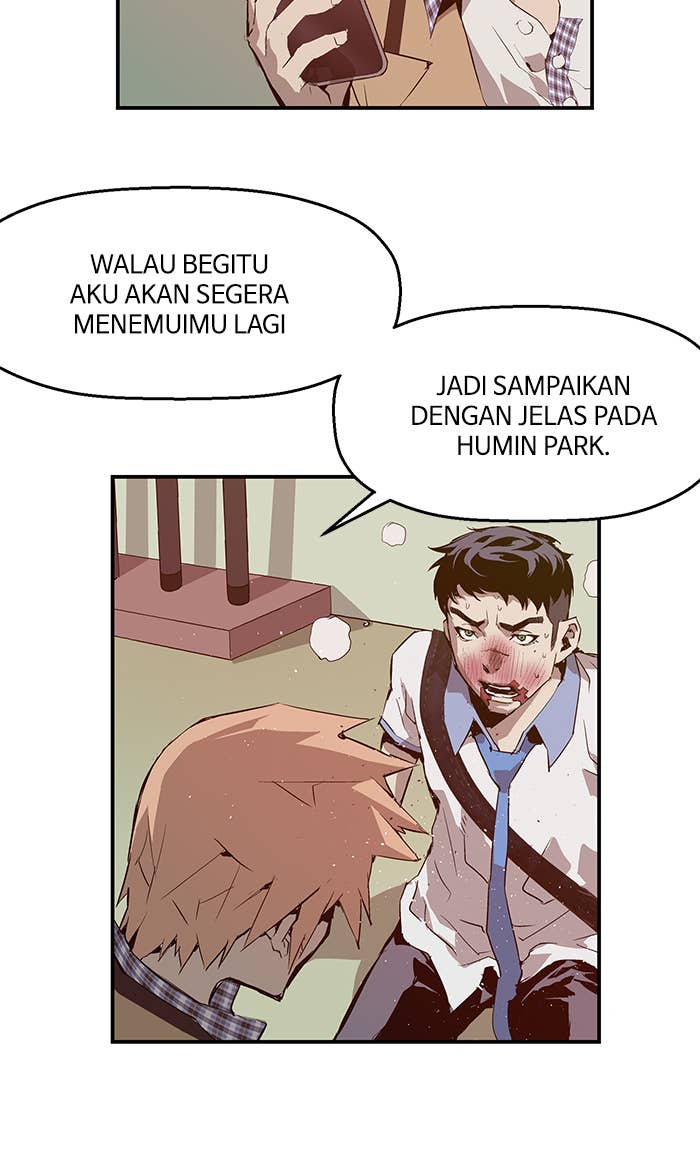 WALAU BEGITU
AKU AKAN SEGERA
MENEMUIMU LAGI
JADI SAMPAIKAN
DENGAN JELAS PADA
HUMIN PARK.